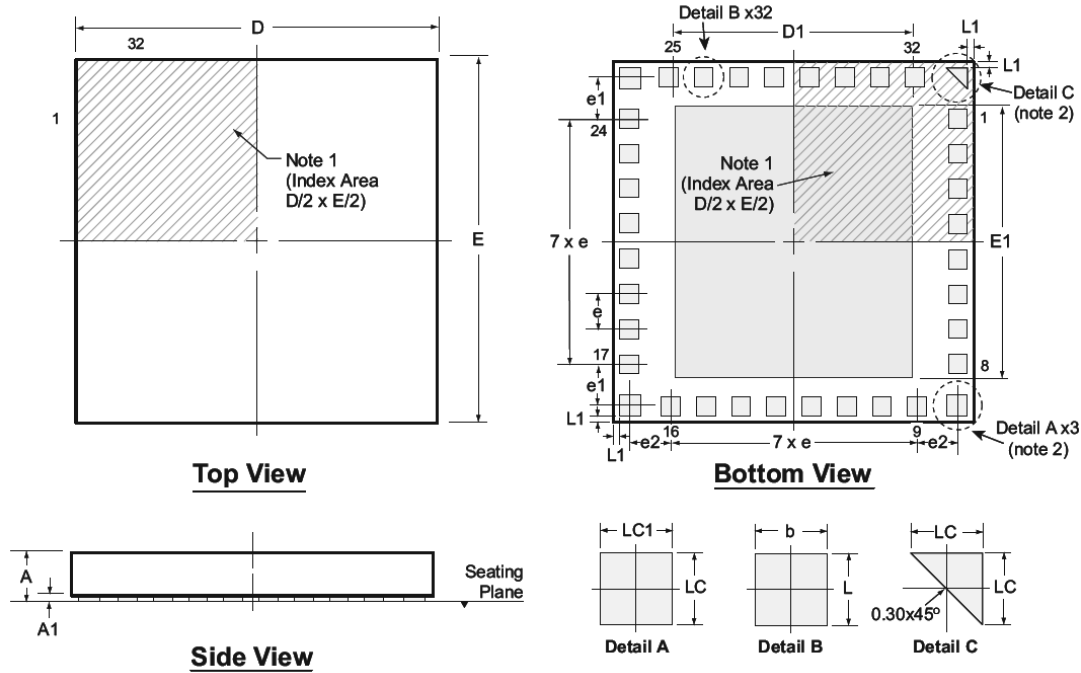 D
32
1
Note 1
(Index Area
D/2 x E/2)
E
Top View
Detail B x32
D1
L1
25
32
L1
Detail C
(note 2)
e1
24
1
Note 1
(Index Area
D/2 x E/2)
7 x e
E1
e
17
8
e1
L1
16
9
Detail A x3
(note 2)
L1
e2
7 x e
e2
Bottom View
A
A1
Seating
Plane
Side View
LC1
LC
Detail A
b
L
Detail B
LC
LC
0.30x45º
Detail C